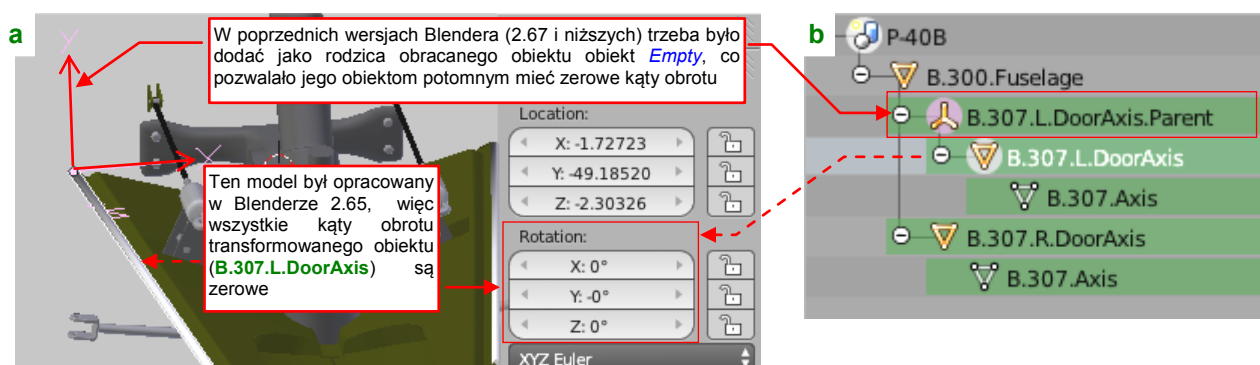 a
W poprzednich wersjach Blendera (2.67 i niższych) trzeba było
dodać jako rodzica obracanego obiektu obiekt Empty, co
pozwalało jego obiektom potomnym mieć zerowe kąty obrotu
Ten model był opracowany
w Blenderze 2.65, więc
wszystkie kąty obrotu
transformowanego obiektu
(B.307.L.DoorAxis) są
zerowe
Y
X
Location:
X: -1.72723
Y: -49.18520
Z: -2.30326
Rotation:
X: 0°
Y: -0°
Z: 0°
XYZ Euler
b
P-40B
B.300.Fuselage
B.307.L.DoorAxis.Parent
B.307.L.DoorAxis
B.307.Axis
B.307.R.DoorAxis
B.307.Axis